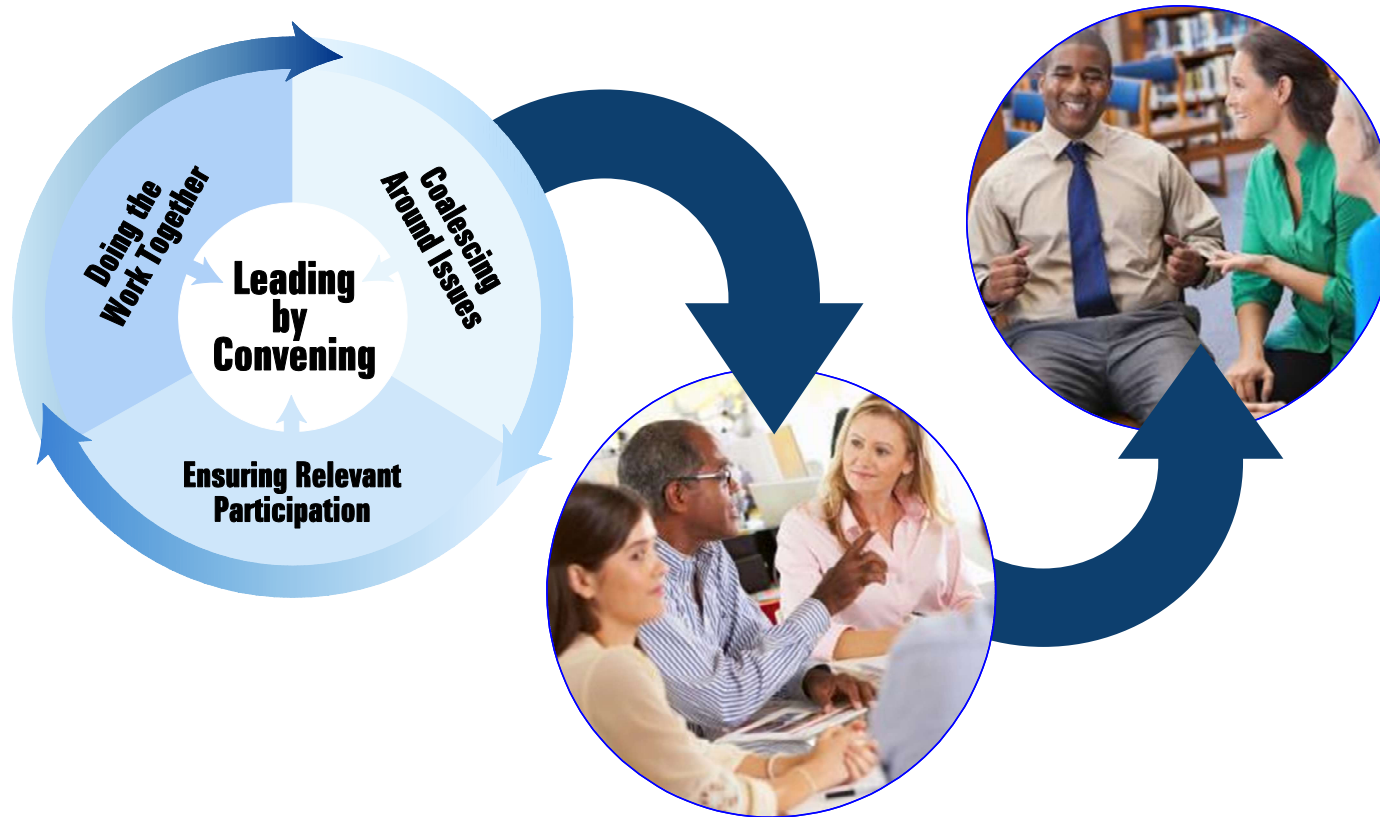 Doing the
Work Together
Coalescing
Around Issues
Leading
by
Convening
Ensuring Relevant
Participation